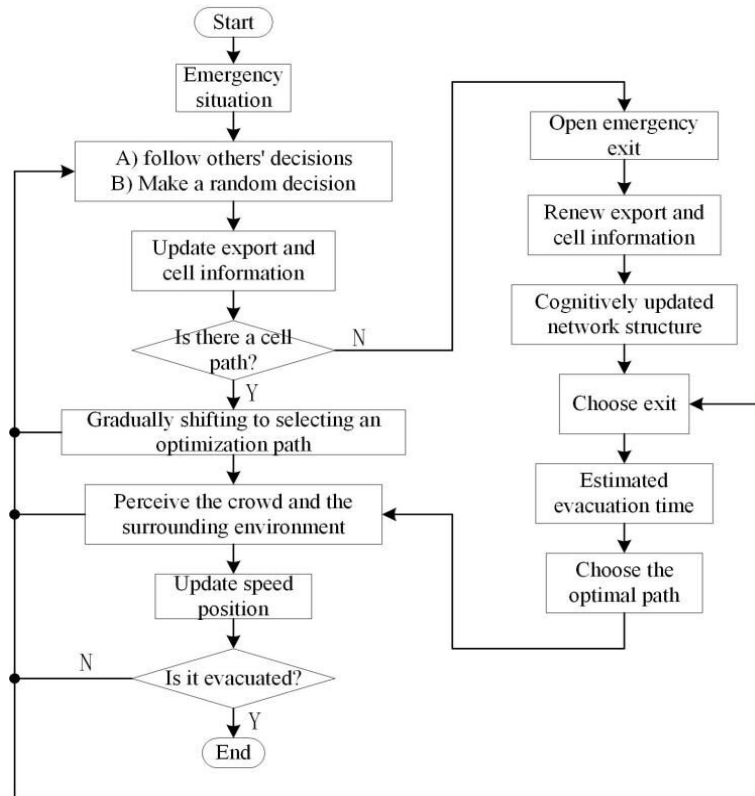 Start
Emergency
situation
A) follow others' decisions
B) Make a random decision
Update export and
cell information
Is there a cell
path?
N
Y
Gradually shifting to selecting an
optimization path
Perceive the crowd and the
surrounding environment
Update speed
position
Is it evacuated?
N
Y
End
Open emergency
exit
Renew export and
cell information
Cognitively updated
network structure
Choose exit
Estimated
evacuation time
Choose the
optimal path